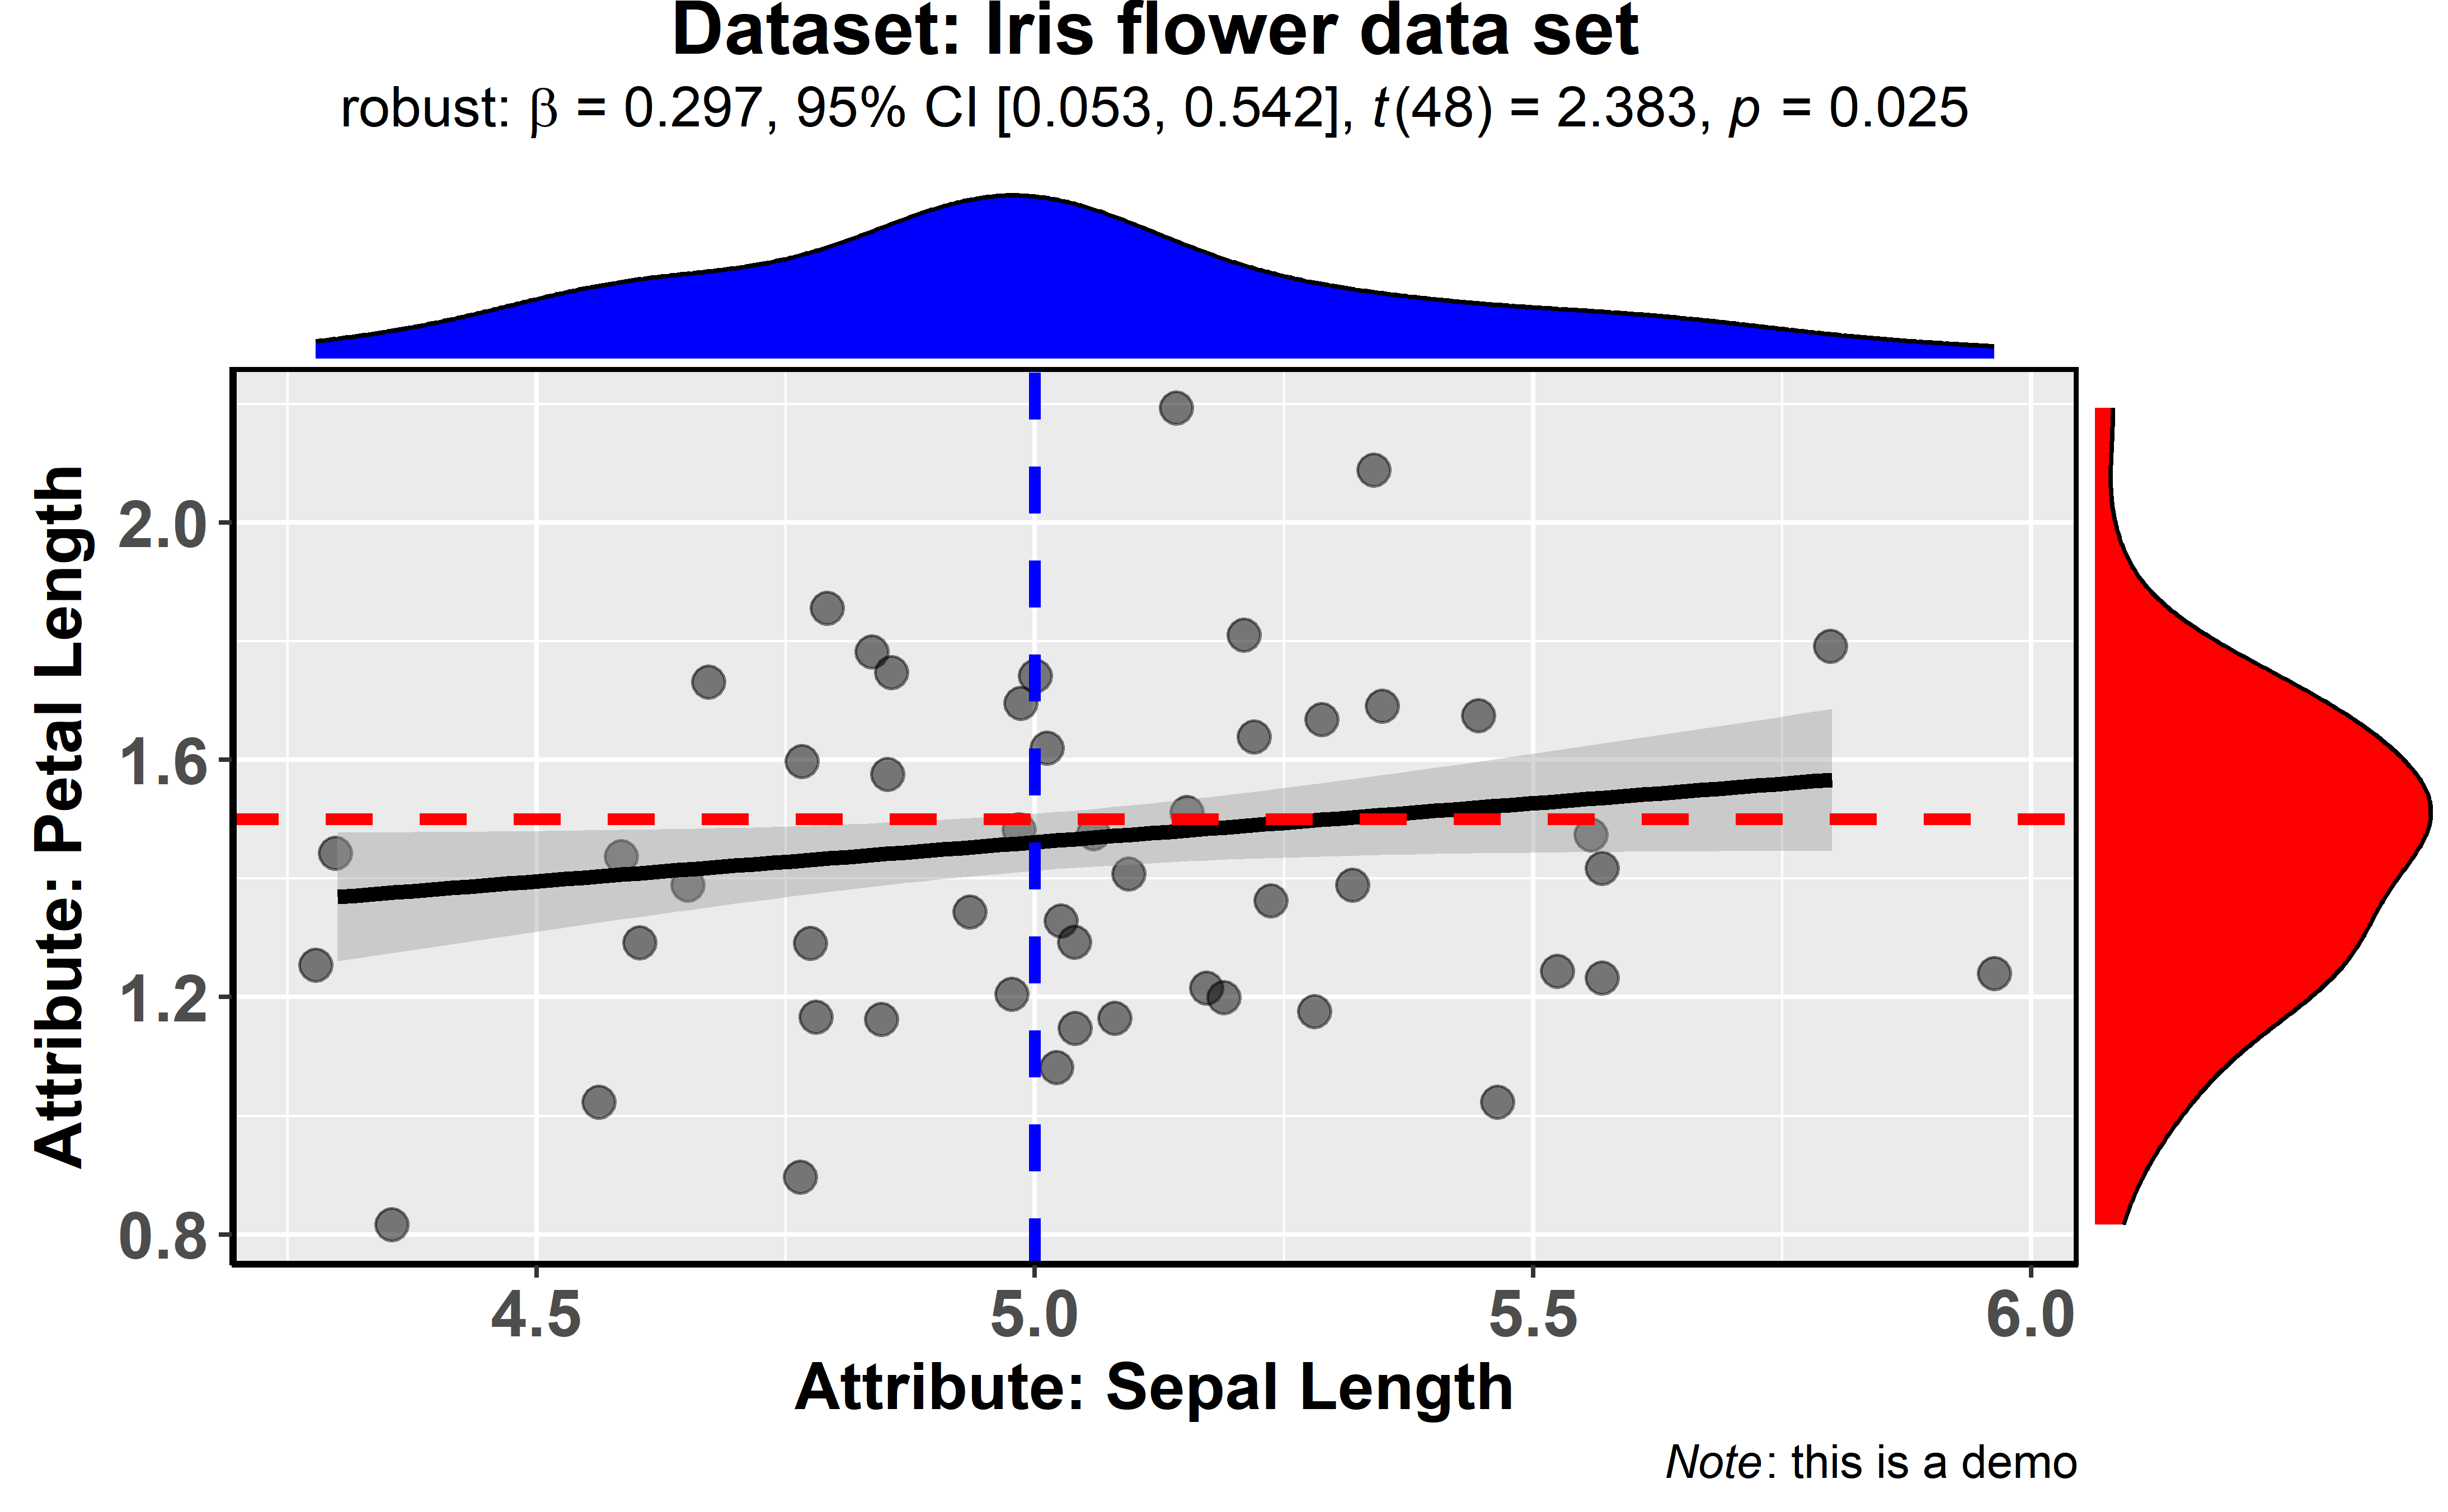 Dataset: Iris flower data set
robust: β = 0.297, 95% CI [0.053, 0.542], t(48) = 2.383, p = 0.025
Attribute: Petal Length
2.0
1.6
1.2
0.8
4.5 5.0 5.5 6.0
Attribute: Sepal Length
Note: this is a demo